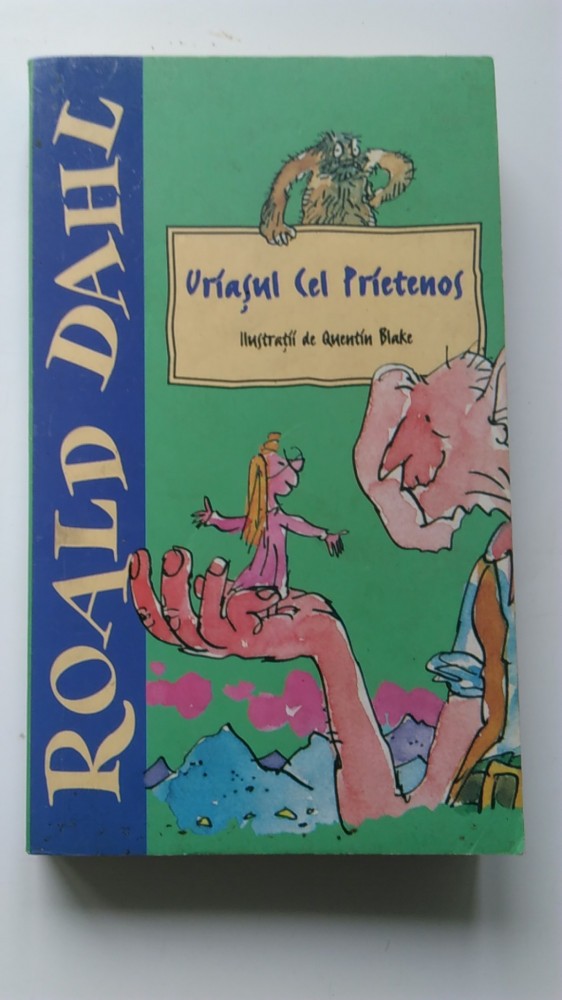 ROALD DAHL
Uriaşul Cel Prietenos
Ilustraţii de Quentin Blake